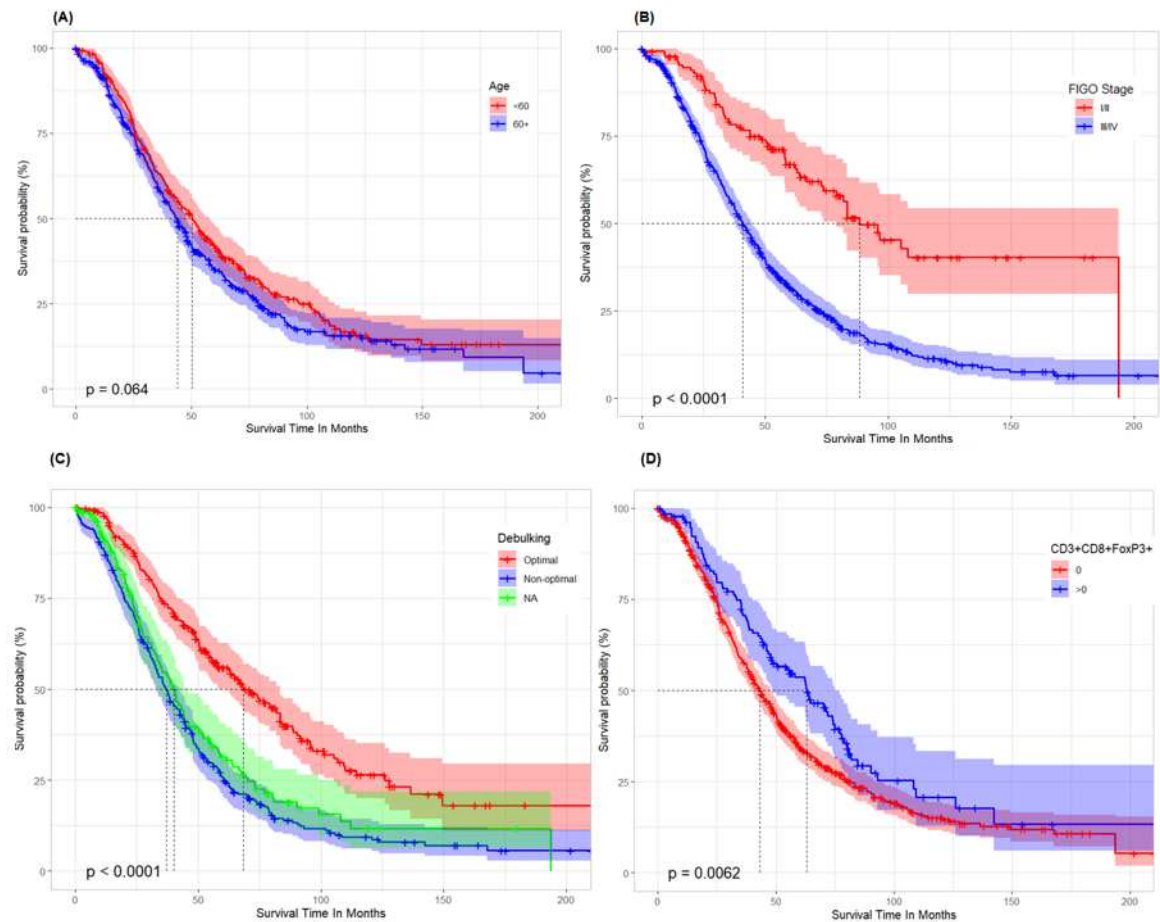 (A)
Survival probability (%)
100
75
50
25
0
Age
<60
60+
p = 0.064
0 50 100 150 200
Survival Time In Months
(B)
Survival probability (%)
100
75
50
25
0
FIGO Stage
I/II
III/IV
p < 0.0001
0 50 100 150 200
Survival Time In Months
(C)
Survival probability (%)
100
75
50
25
0
Debulking
Optimal
Non-optimal
NA
p < 0.0001
0 50 100 150 200
Survival Time In Months
(D)
Survival probability (%)
100
75
50
25
0
CD3+CD8+FoxP3+
0
>0
p = 0.0062
0 50 100 150 200
Survival Time In Months